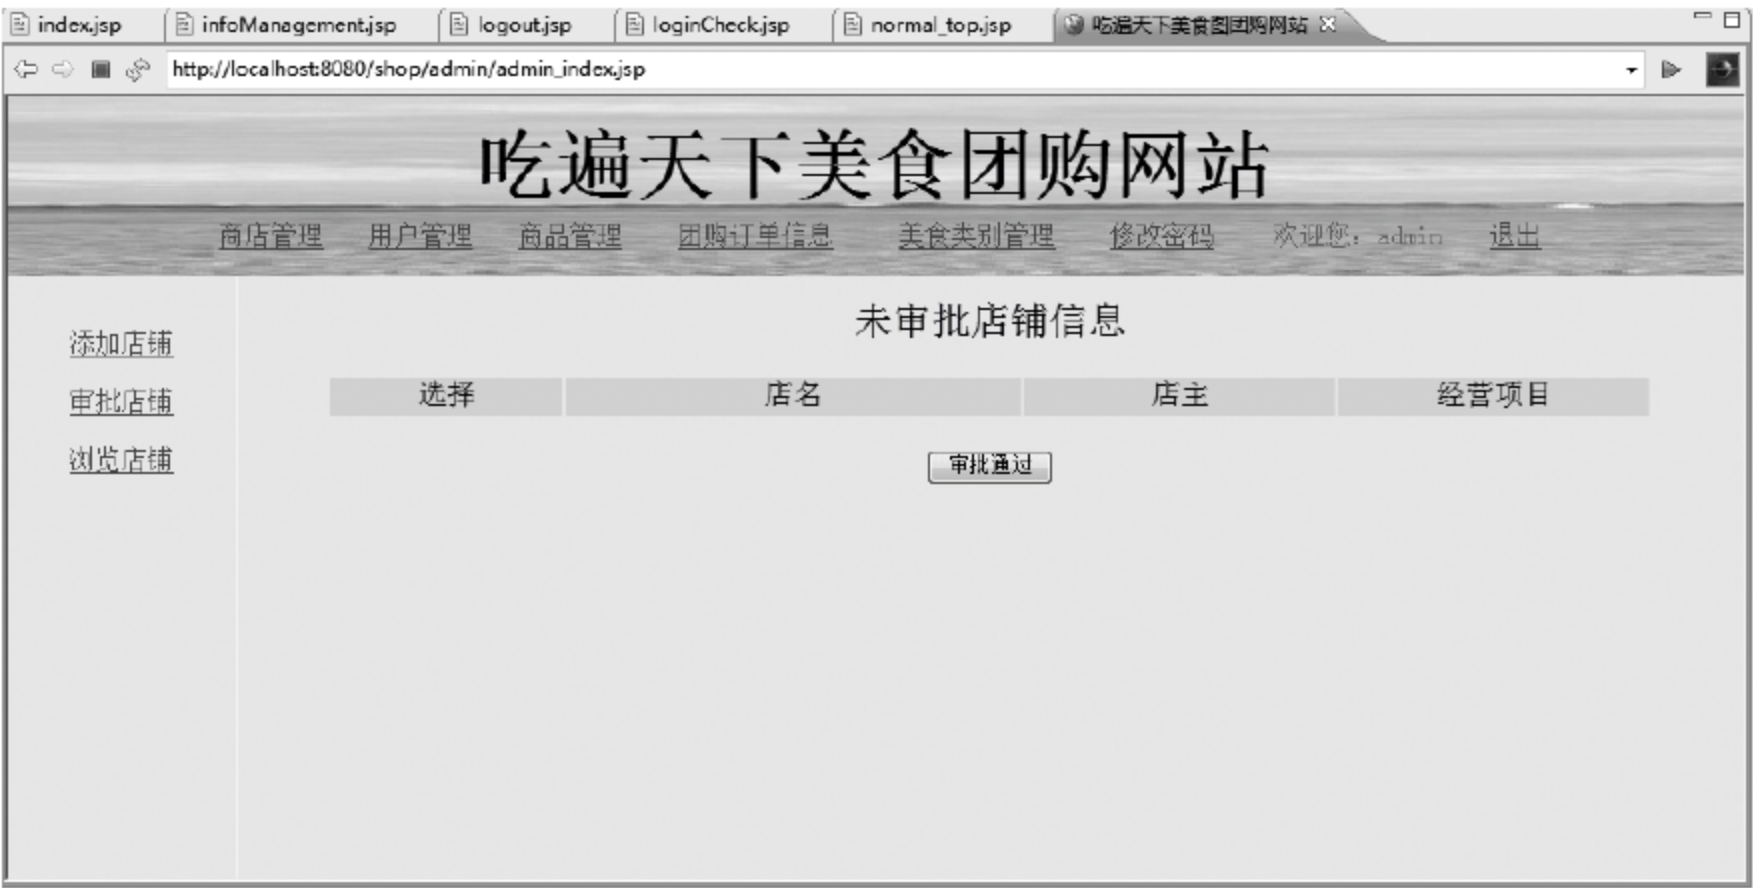 index.jsp infoManagement.jsp logout.jsp loginCheck.jsp normal_top.jsp 吃遍天下美食图团购网站
http://localhost:8080/shop/admin/admin_index.jsp
吃遍天下美食团购网站
商店管理 用户管理 商品管理 团购订单信息 美食类别管理 修改密码 欢迎您：admin 退出
添加店铺
审批店铺
浏览店铺
未审批店铺信息
选择 店名 店主 经营项目
审批通过